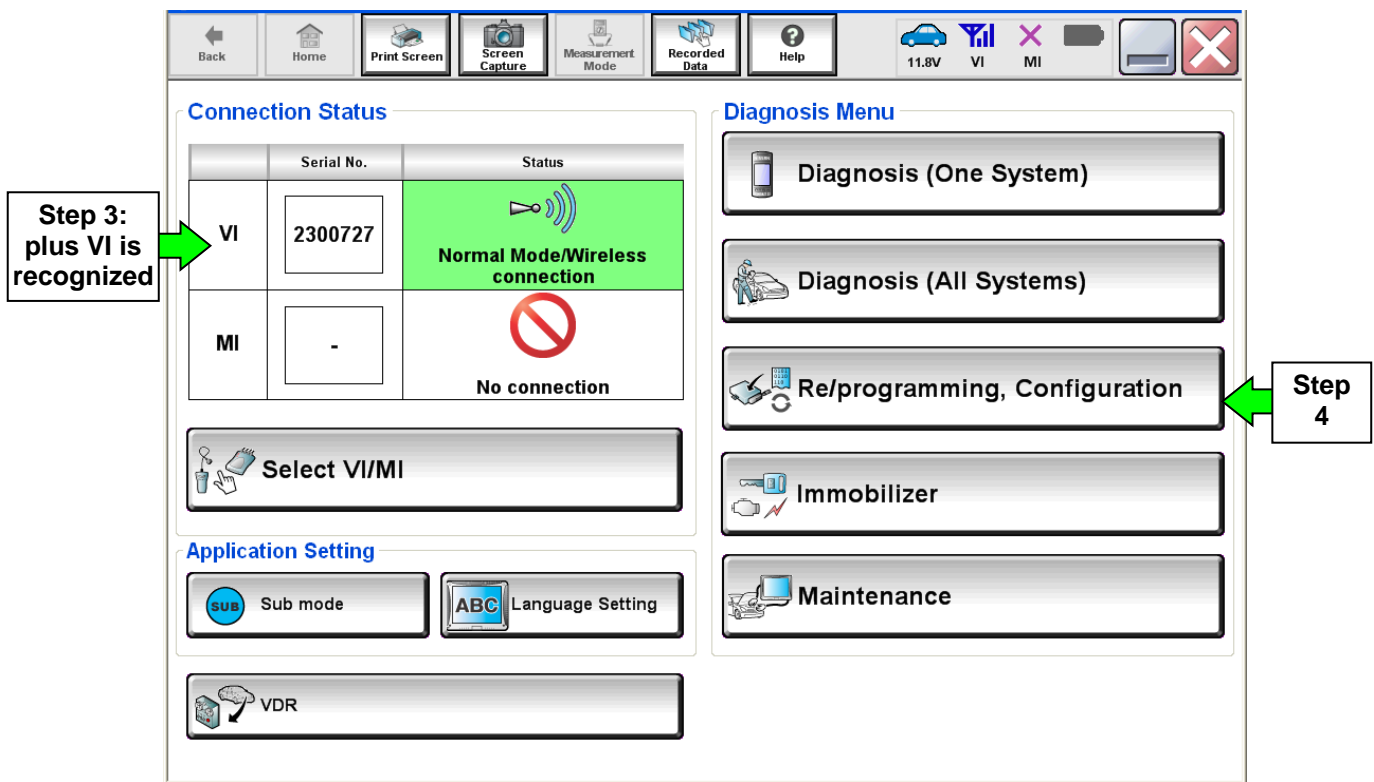 Back
Home
Print Screen
Screen
Capture
Measurement
Mode
Recorded
Data
?
Help
11.8V
VI
MI
Connection Status
Serial No.
Status
VI
2300727
Normal Mode/Wireless
connection
MI
-
No connection
Select VI/MI
Application Setting
SUB
Sub mode
ABC
Language Setting
VDR
Diagnosis Menu
Diagnosis (One System)
Diagnosis (All Systems)
Re/programming, Configuration
Immobilizer
Maintenance
Step 3:
plus VI is
recognized
Step
4